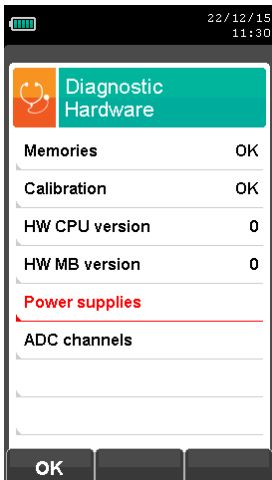 22/12/15
11:30
Diagnostic
Hardware
Memories OK
Calibration OK
HW CPU version 0
HW MB version 0
Power supplies
ADC channels
OK